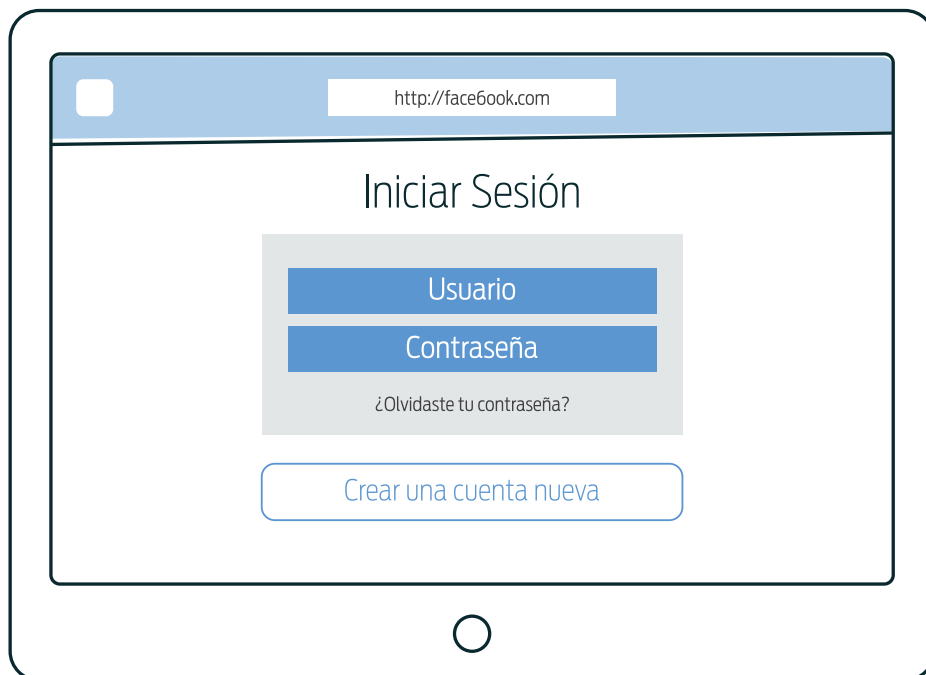 http://face6ook.com
Iniciar Sesión
Usuario
Contraseña
¿Olvidaste tu contraseña?
Crear una cuenta nueva